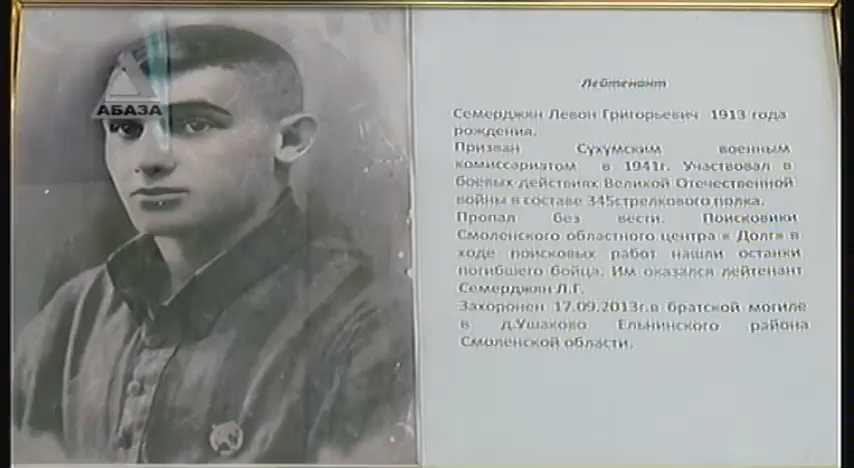 АБАЗА
Лейтенант
Семерджян Левон Григорьевич 1913 года
рождения.
Призван Сухумским военным
комиссариатом в 1941г. Участвовал в
боевых действиях Великой Отечественной
войны в составе 345стрелкового полка.
Пропал без вести. Поисковики
Смоленского областного центра « Долг» в
ходе поисковых работ нашли останки
погибшего бойца. Им оказался лейтенант
Семерджян Л.Г.
Захоронен 17.09.2013г.в братской могиле
в д.Ушаково Ельнинского района
Смоленской области.